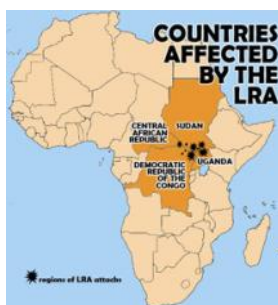 COUNTRIES
AFFECTED
BY THE
LRA
CENTRAL
AFRICAN
REPUBLIC
SUDAN
UGANDA
DEMOCRATIC
REPUBLIC
OF THE
CONGO
regions of LRA attacks